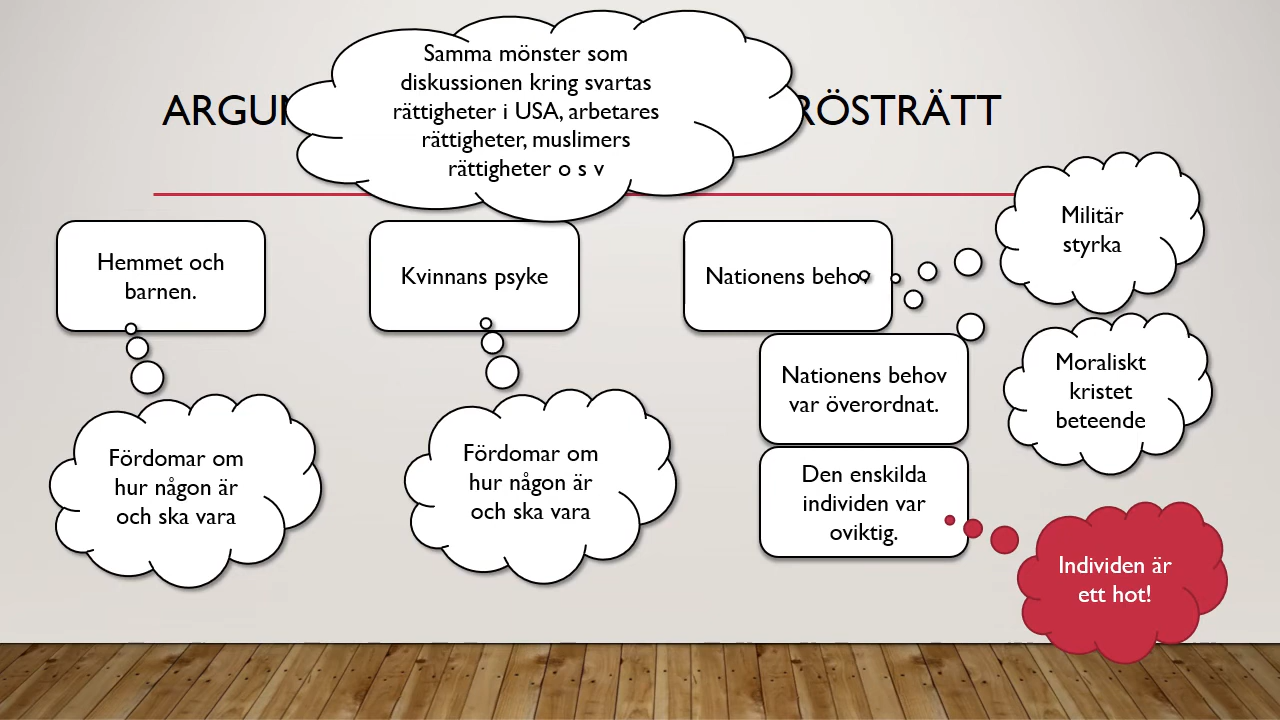 Samma mönster som
diskussionen kring svartas
rättigheter i USA, arbetares
rättigheter, muslimers
rättigheter o s v
RÖSTRÄTT
Militär
styrka
Hemmet och
barnen.
Kvinnans psyke
Nationens behov
Moraliskt
kristet
beteende
Nationens behov
var överordnat.
Fördomar om
hur någon är
och ska vara
Fördomar om
hur någon är
och ska vara
Den enskilda
individen var
oviktig.
Individen är
ett hot!